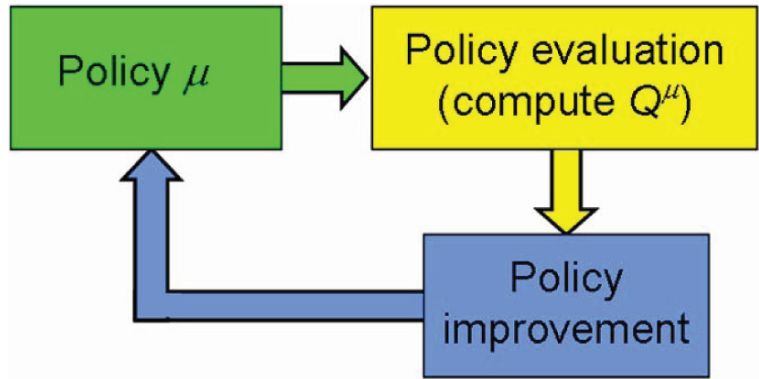 Policy μ
Policy evaluation
(compute Q^μ)
Policy
improvement